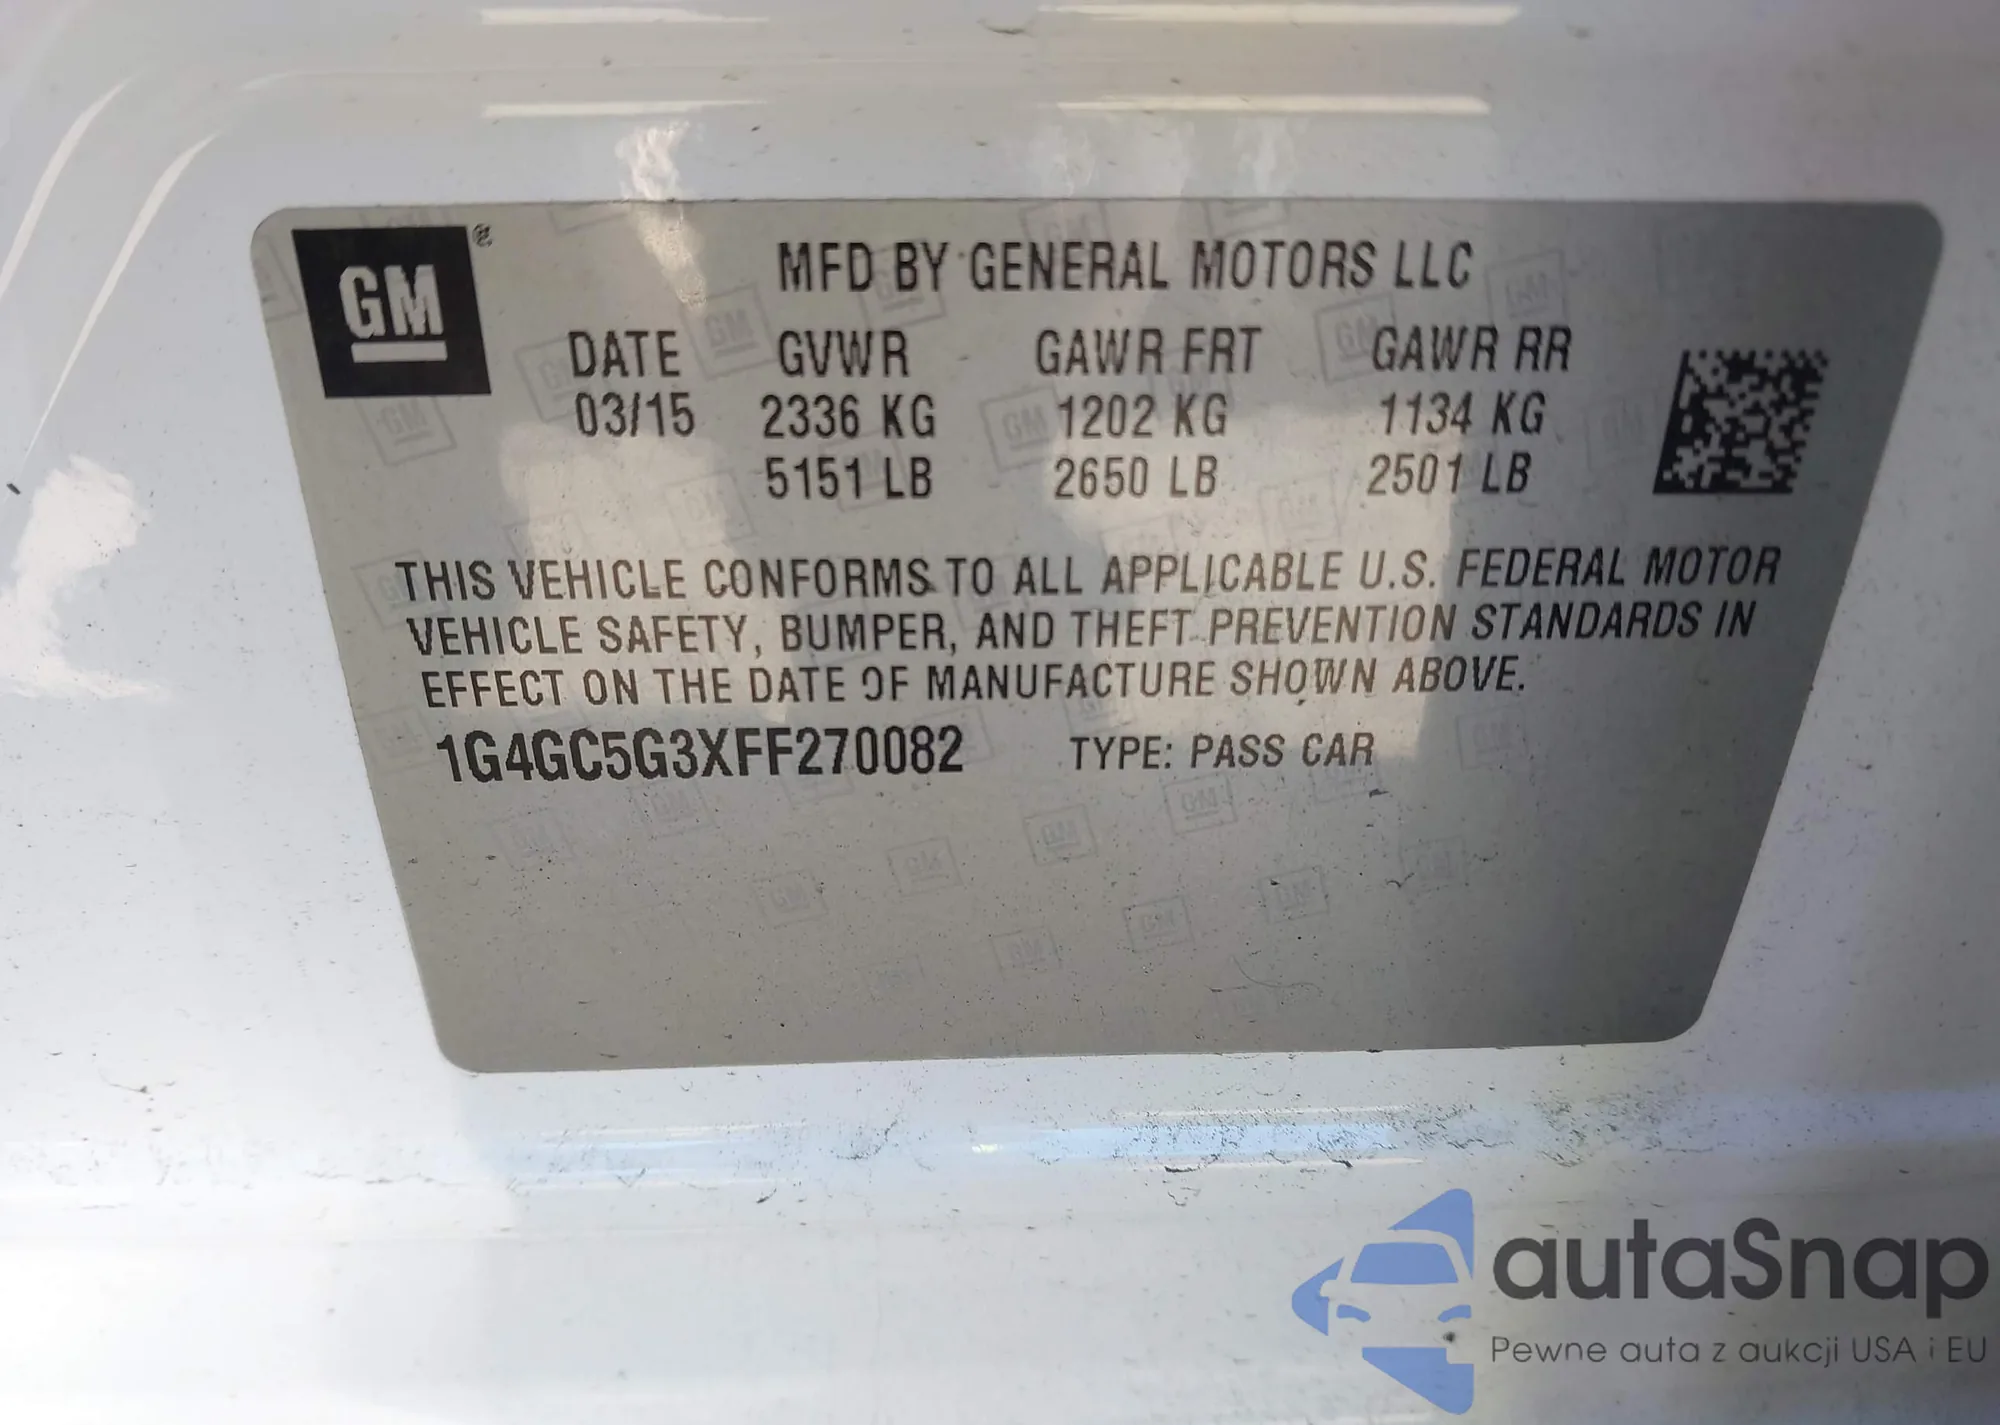 GM ®
MFD BY GENERAL MOTORS LLC
DATE GVWR GAWR FRT GAWR RR
03/15 2336 KG 1202 KG 1134 KG
5151 LB 2650 LB 2501 LB
THIS VEHICLE CONFORMS TO ALL APPLICABLE U.S. FEDERAL MOTOR
VEHICLE SAFETY, BUMPER, AND THEFT PREVENTION STANDARDS IN
EFFECT ON THE DATE OF MANUFACTURE SHOWN ABOVE.
1G4GC5G3XFF270082 TYPE: PASS CAR
autaSnap
Pewne auta z aukcji USA i EU